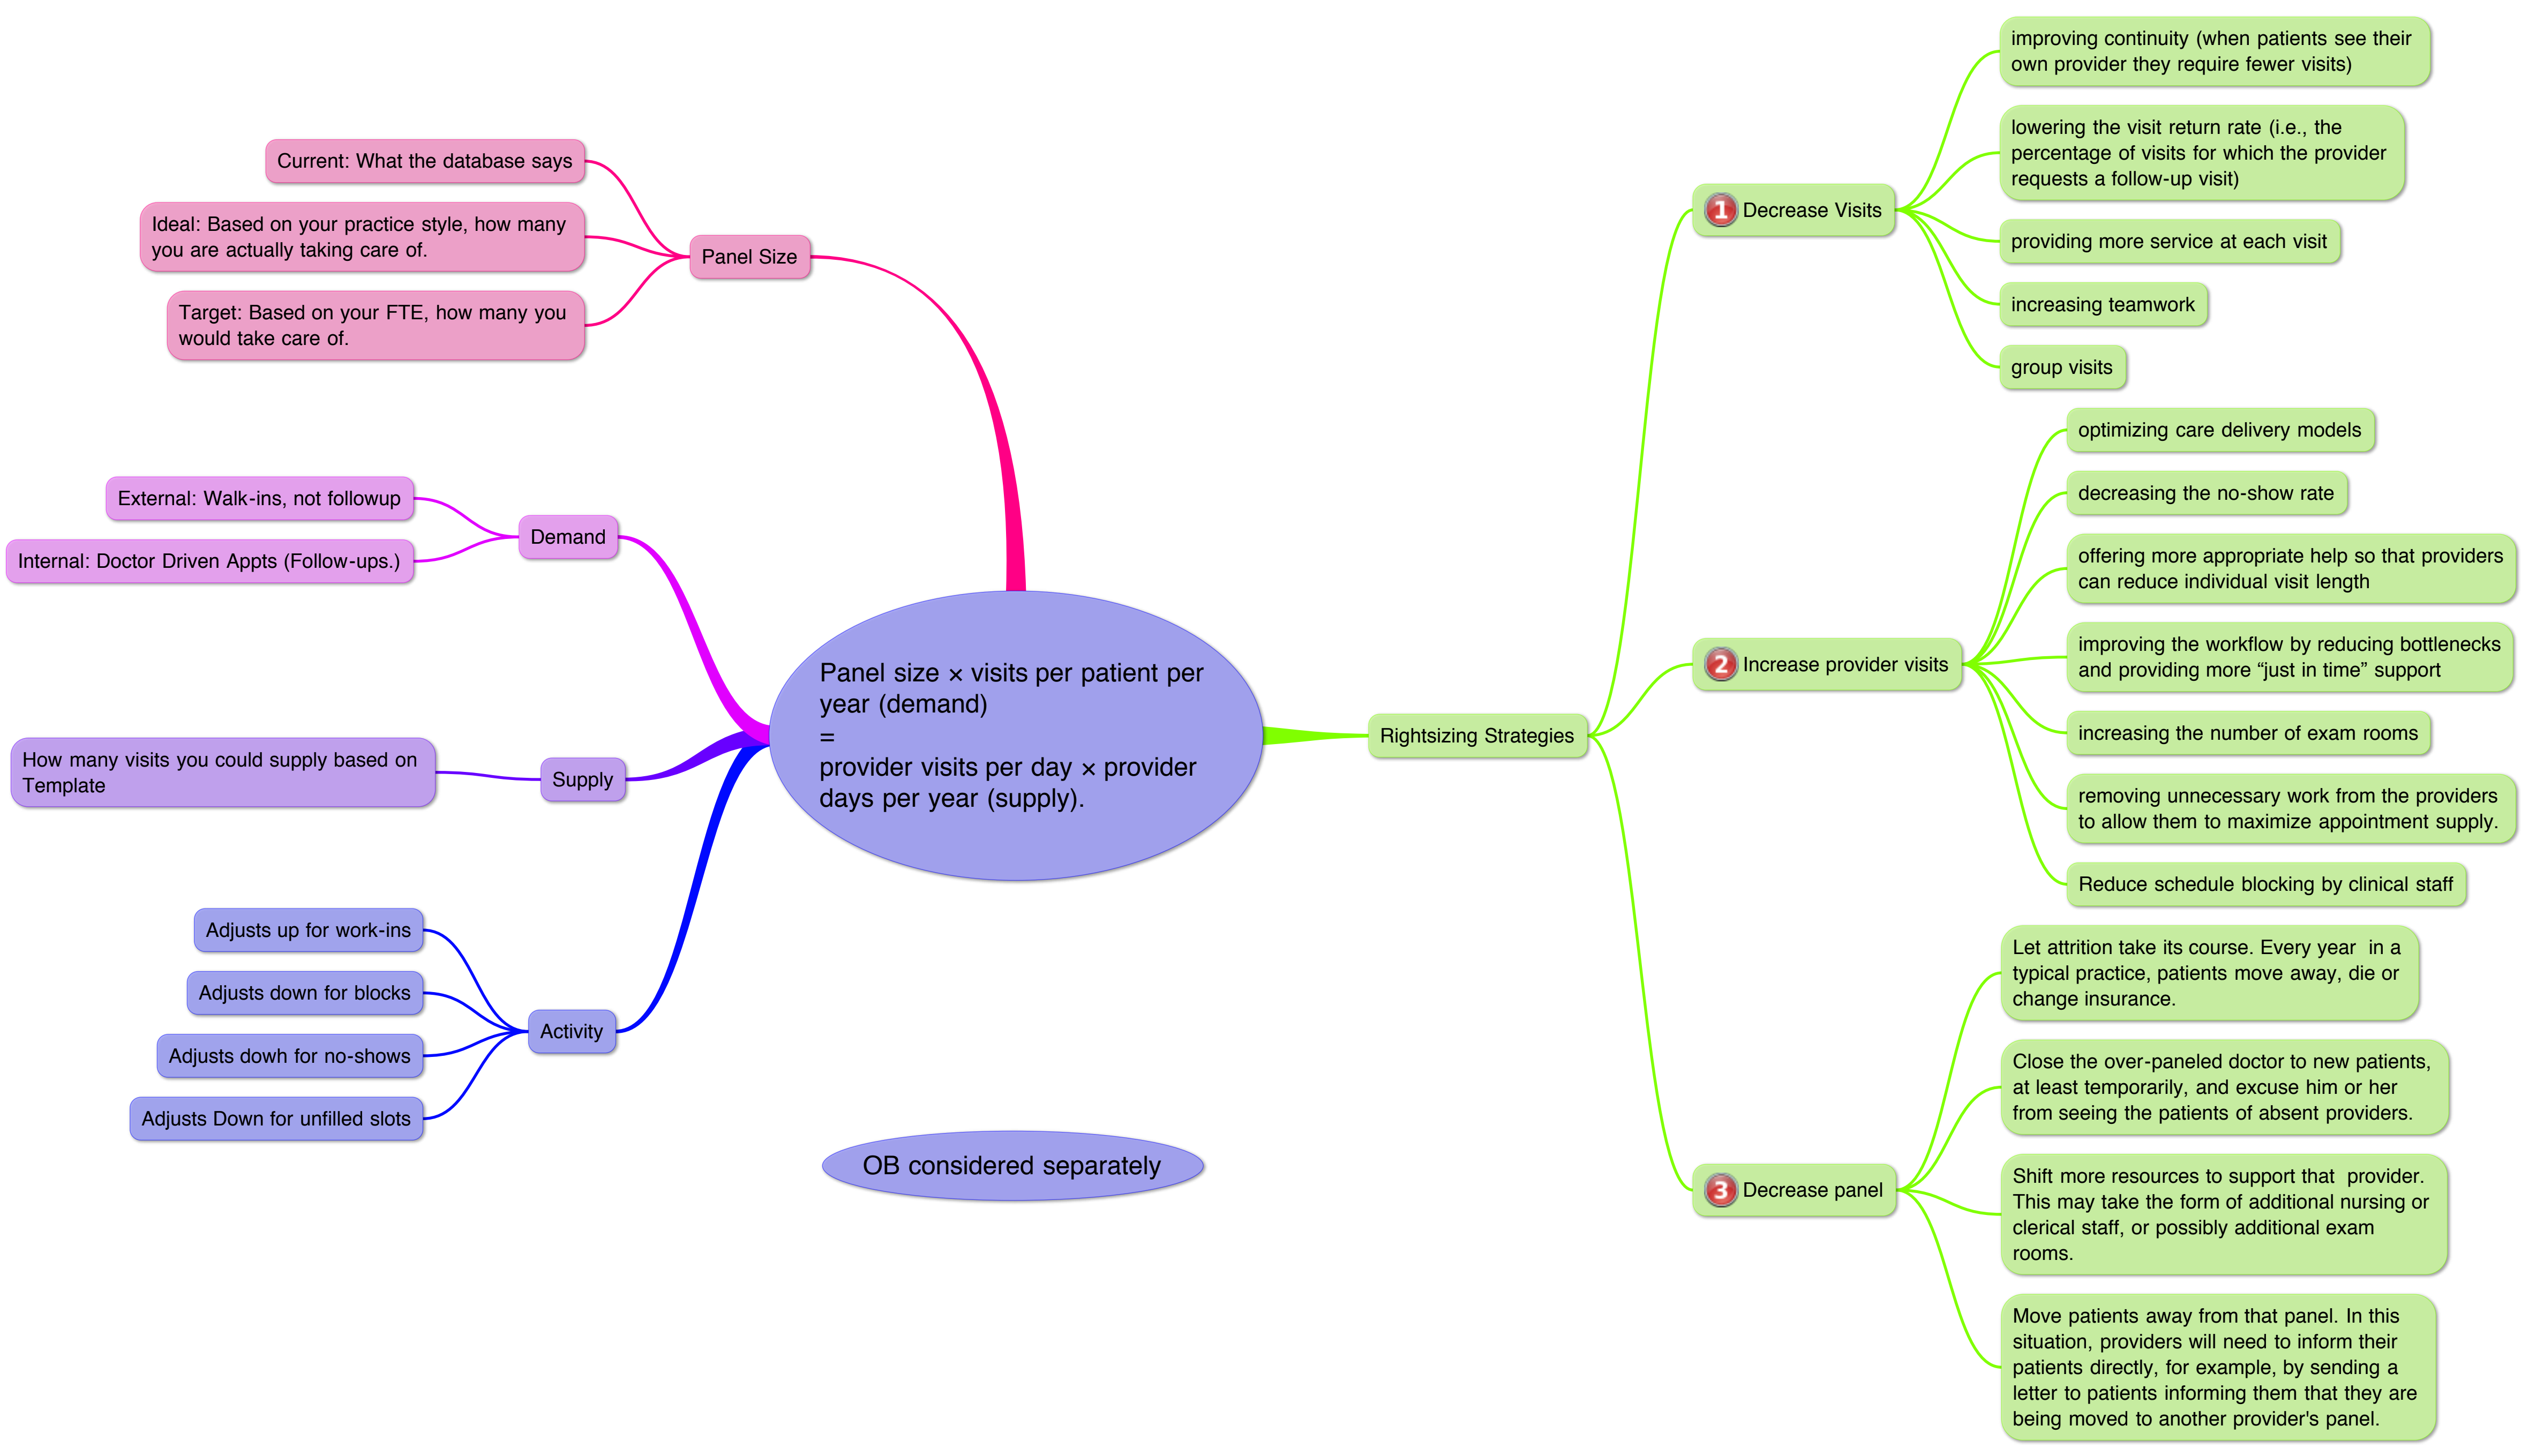 Current: What the database says
Ideal: Based on your practice style, how many
you are actually taking care of.
Target: Based on your FTE, how many you
would take care of.
Panel Size
External: Walk-ins, not followup
Internal: Doctor Driven Appts (Follow-ups.)
Demand
How many visits you could supply based on
Template
Supply
Adjusts up for work-ins
Adjusts down for blocks
Adjusts dowh for no-shows
Adjusts Down for unfilled slots
Activity
Panel size × visits per patient per
year (demand)
=
provider visits per day × provider
days per year (supply).
OB considered separately
Rightsizing Strategies
1 Decrease Visits
improving continuity (when patients see their
own provider they require fewer visits)
lowering the visit return rate (i.e., the
percentage of visits for which the provider
requests a follow-up visit)
providing more service at each visit
increasing teamwork
group visits
2 Increase provider visits
optimizing care delivery models
decreasing the no-show rate
offering more appropriate help so that providers
can reduce individual visit length
improving the workflow by reducing bottlenecks
and providing more “just in time” support
increasing the number of exam rooms
removing unnecessary work from the providers
to allow them to maximize appointment supply.
Reduce schedule blocking by clinical staff
3 Decrease panel
Let attrition take its course. Every year  in a
typical practice, patients move away, die or
change insurance.
Close the over-paneled doctor to new patients,
at least temporarily, and excuse him or her
from seeing the patients of absent providers.
Shift more resources to support that  provider.
This may take the form of additional nursing or
clerical staff, or possibly additional exam
rooms.
Move patients away from that panel. In this
situation, providers will need to inform their
patients directly, for example, by sending a
letter to patients informing them that they are
being moved to another provider's panel.